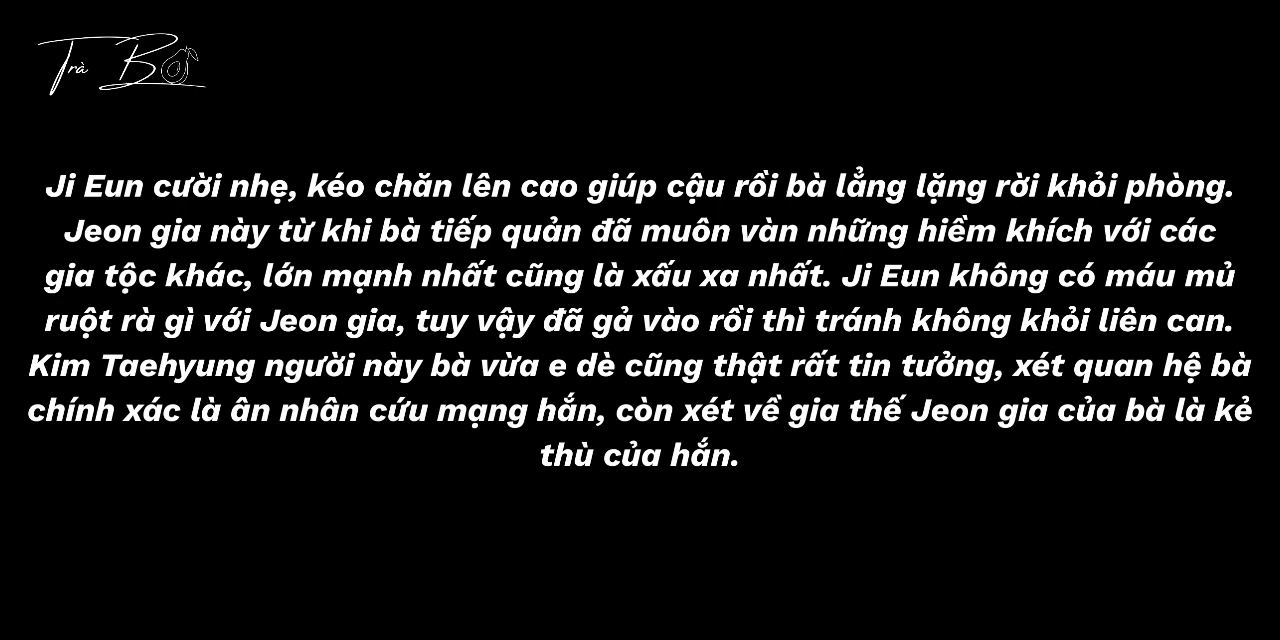 Trà Bơ
Ji Eun cười nhẹ, kéo chăn lên cao giúp cậu rồi bà lẳng lặng rời khỏi phòng.
Jeon gia này từ khi bà tiếp quản đã muôn vàn những hiềm khích với các
gia tộc khác, lớn mạnh nhất cũng là xấu xa nhất. Ji Eun không có máu mủ
ruột rà gì với Jeon gia, tuy vậy đã gả vào rồi thì tránh không khỏi liên can.
Kim Taehyung người này bà vừa e dè cũng thật rất tin tưởng, xét quan hệ bà
chính xác là ân nhân cứu mạng hắn, còn xét về gia thế Jeon gia của bà là kẻ
thù của hắn.